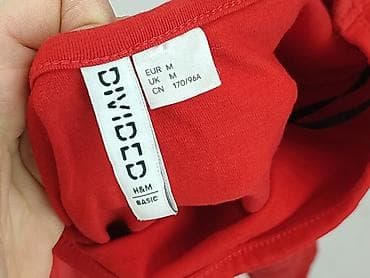 DIVIDED
H&M
BASIC
EUR M
UK M
CN 170/96A